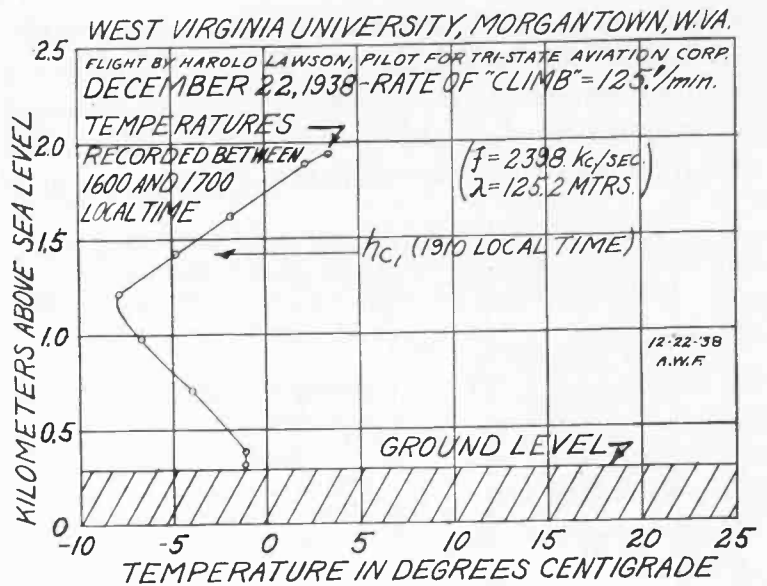 WEST VIRGINIA UNIVERSITY, MORGANTOWN, W.VA.
FLIGHT BY HAROLD LAWSON, PILOT FOR TRI-STATE AVIATION CORP.
DECEMBER 22, 1938-RATE OF "CLIMB"=125.'/min.
TEMPERATURES
RECORDED BETWEEN
1600 AND 1700
LOCAL TIME
(f = 2398. KC/SEC.
λ = 125.2 MTRS.)
hc₁ (1910 LOCAL TIME)
12-22-'38
A.W.F.
GROUND LEVEL
KILOMETERS ABOVE SEA LEVEL
2.5
2.0
1.5
1.0
0.5
0
-10 -5 0 5 10 15 20 25
TEMPERATURE IN DEGREES CENTIGRADE